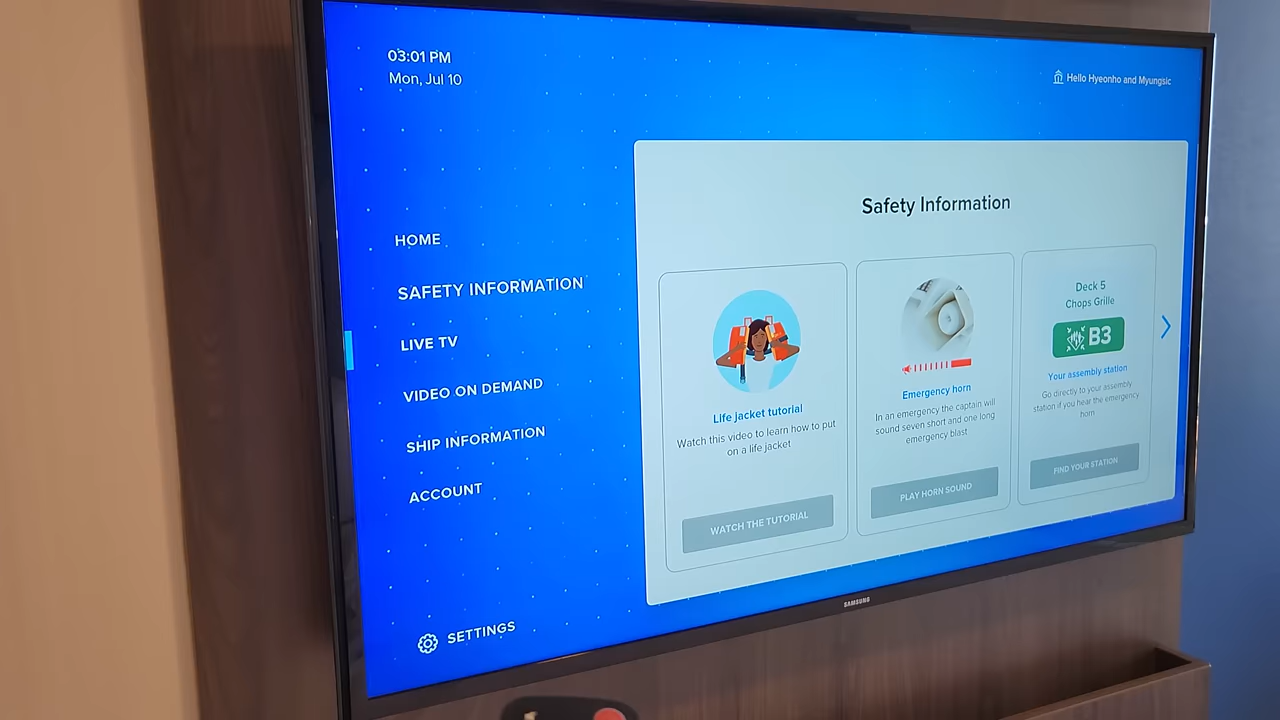 03:01 PM
Mon, Jul 10
Hello Hyeonho and Myungsic
HOME
SAFETY INFORMATION
LIVE TV
VIDEO ON DEMAND
SHIP INFORMATION
ACCOUNT
SETTINGS
Safety Information
Life jacket tutorial
Watch this video to learn how to put
on a life jacket
WATCH THE TUTORIAL
Emergency horn
In an emergency the captain will
sound seven short and one long
emergency blast
PLAY HORN SOUND
Deck 5
Chops Grille
B3
Your assembly station
Go directly to your assembly
station if you hear the emergency
horn
FIND YOUR STATION
SAMSUNG